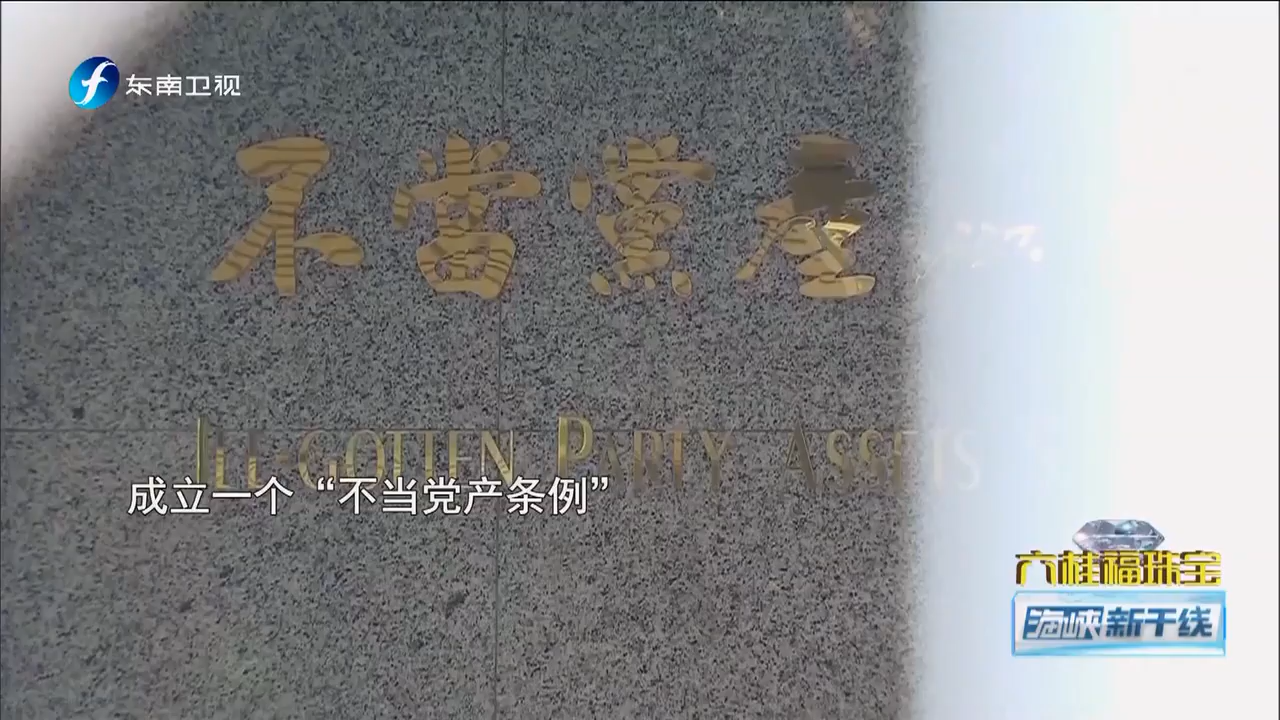 东南卫视
不當黨產
ILL-GOTTEN PARTY ASSETS
成立一个“不当党产条例”
六桂福珠宝
海峡新干线